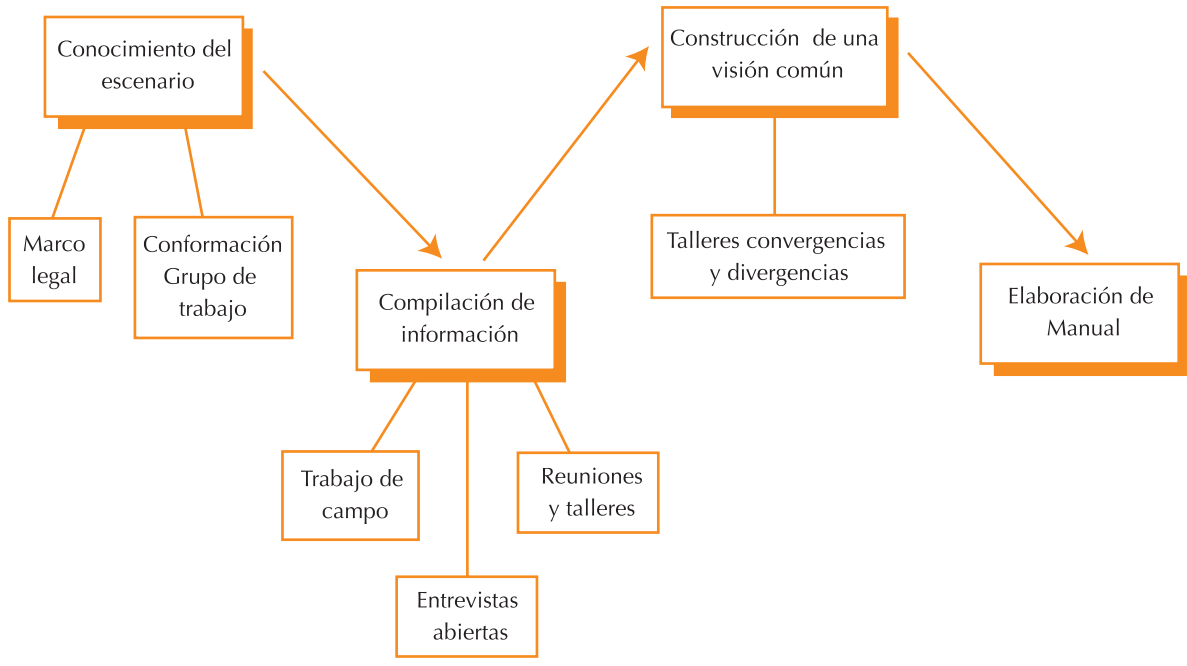 Conocimiento del
escenario
Marco
legal
Conformación
Grupo de
trabajo
Compilación de
información
Trabajo de
campo
Entrevistas
abiertas
Reuniones
y talleres
Construcción de una
visión común
Talleres convergencias
y divergencias
Elaboración de
Manual